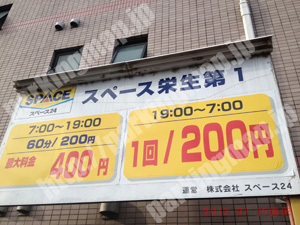 SPACE
スペース24
スペース栄生第1
7:00〜19:00
60分/200円
最大料金 400円
19:00〜7:00
1回/200円
運営 株式会社 スペース24